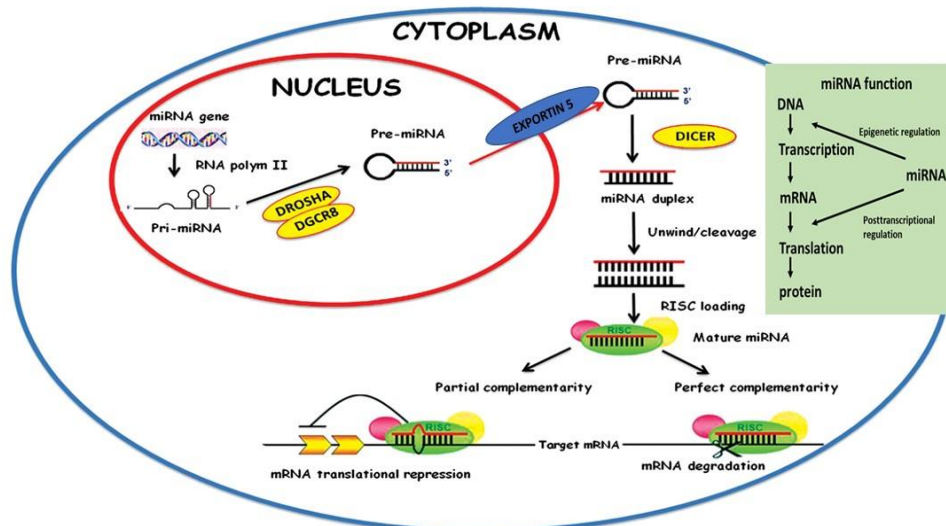 CYTOPLASM
NUCLEUS
miRNA gene
RNA polym II
5'
3'
Pri-miRNA
DROSHA
DGCR8
Pre-miRNA
3'
5'
EXPORTIN 5
Pre-miRNA
3'
5'
DICER
miRNA duplex
Unwind/cleavage
RISC loading
RISC
Mature miRNA
Partial complementarity
Perfect complementarity
RISC
Target mRNA
RISC
mRNA translational repression
mRNA degradation
miRNA function
DNA
Epigenetic regulation
Transcription
miRNA
mRNA
Posttranscriptional
regulation
Translation
protein